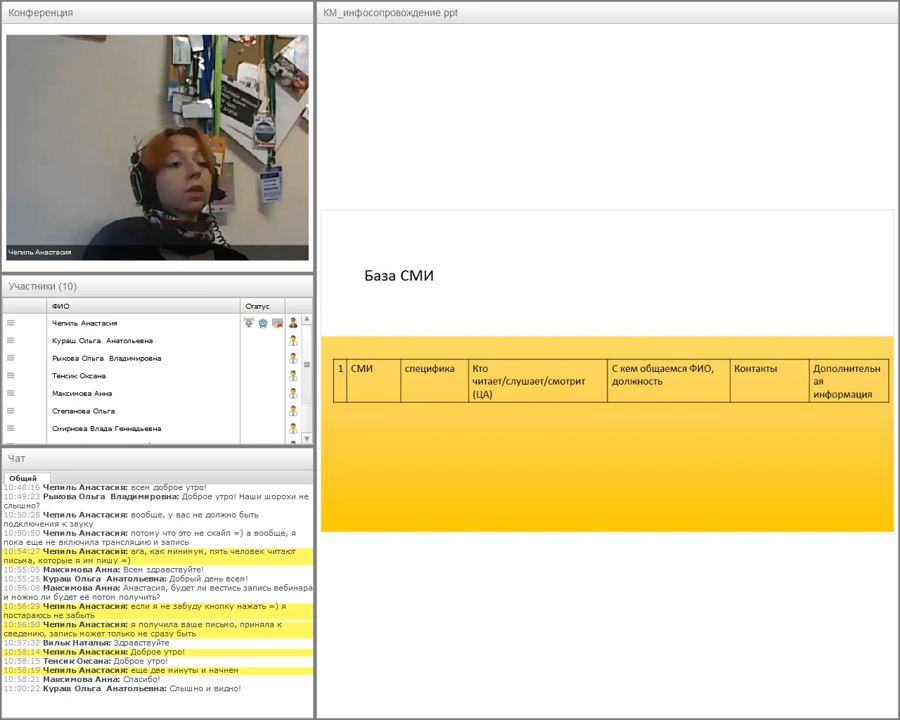 Конференция
Чепиль Анастасия
Участники (10)
ФИО
Статус
Чепиль Анастасия
Кураш Ольга Анатольевна
Рыкова Ольга Владимировна
Тенсик Оксана
Максимова Анна
Степанова Ольга
Смирнова Влада Геннадьевна
Чат
Общий
10:48:16 Чепиль Анастасия: всем доброе утро!
10:49:23 Рыкова Ольга Владимировна: Доброе утро! Наши шорохи не
слышно?
10:50:28 Чепиль Анастасия: вообще, у вас не должно быть
подключения к звуку
10:50:50 Чепиль Анастасия: потому что это не скайп =) а вообще, я
пока еще не включила трансляцию и запись
10:54:27 Чепиль Анастасия: ага, как минимум, пять человек читают
письма, которые я им пишу =)
10:55:05 Максимова Анна: Всем здравствуйте!
10:55:25 Кураш Ольга Анатольевна: Добрый день всем!
10:56:08 Максимова Анна: Анастасия, будет ли вестись запись вебинара
и можно ли будет её потом получить?
10:56:29 Чепиль Анастасия: если я не забуду кнопку нажать =) я
постараюсь не забыть
10:56:50 Чепиль Анастасия: я получила ваше письмо, приняла к
сведению, запись может только не сразу быть
10:57:32 Вильк Наталья: Здравствуйте
10:58:14 Чепиль Анастасия: Доброе утро!
10:58:15 Тенсик Оксана: Доброе утро!
10:58:19 Чепиль Анастасия: еще две минуты и начнем
10:58:21 Максимова Анна: Спасибо!
11:00:22 Кураш Ольга Анатольевна: Слышно и видно!
КМ_инфосопровождение.ppt
База СМИ
1 СМИ специфика Кто С кем общаемся ФИО, Контакты Дополнительн
читает/слушает/смотрит должность ая
(ЦА) информация